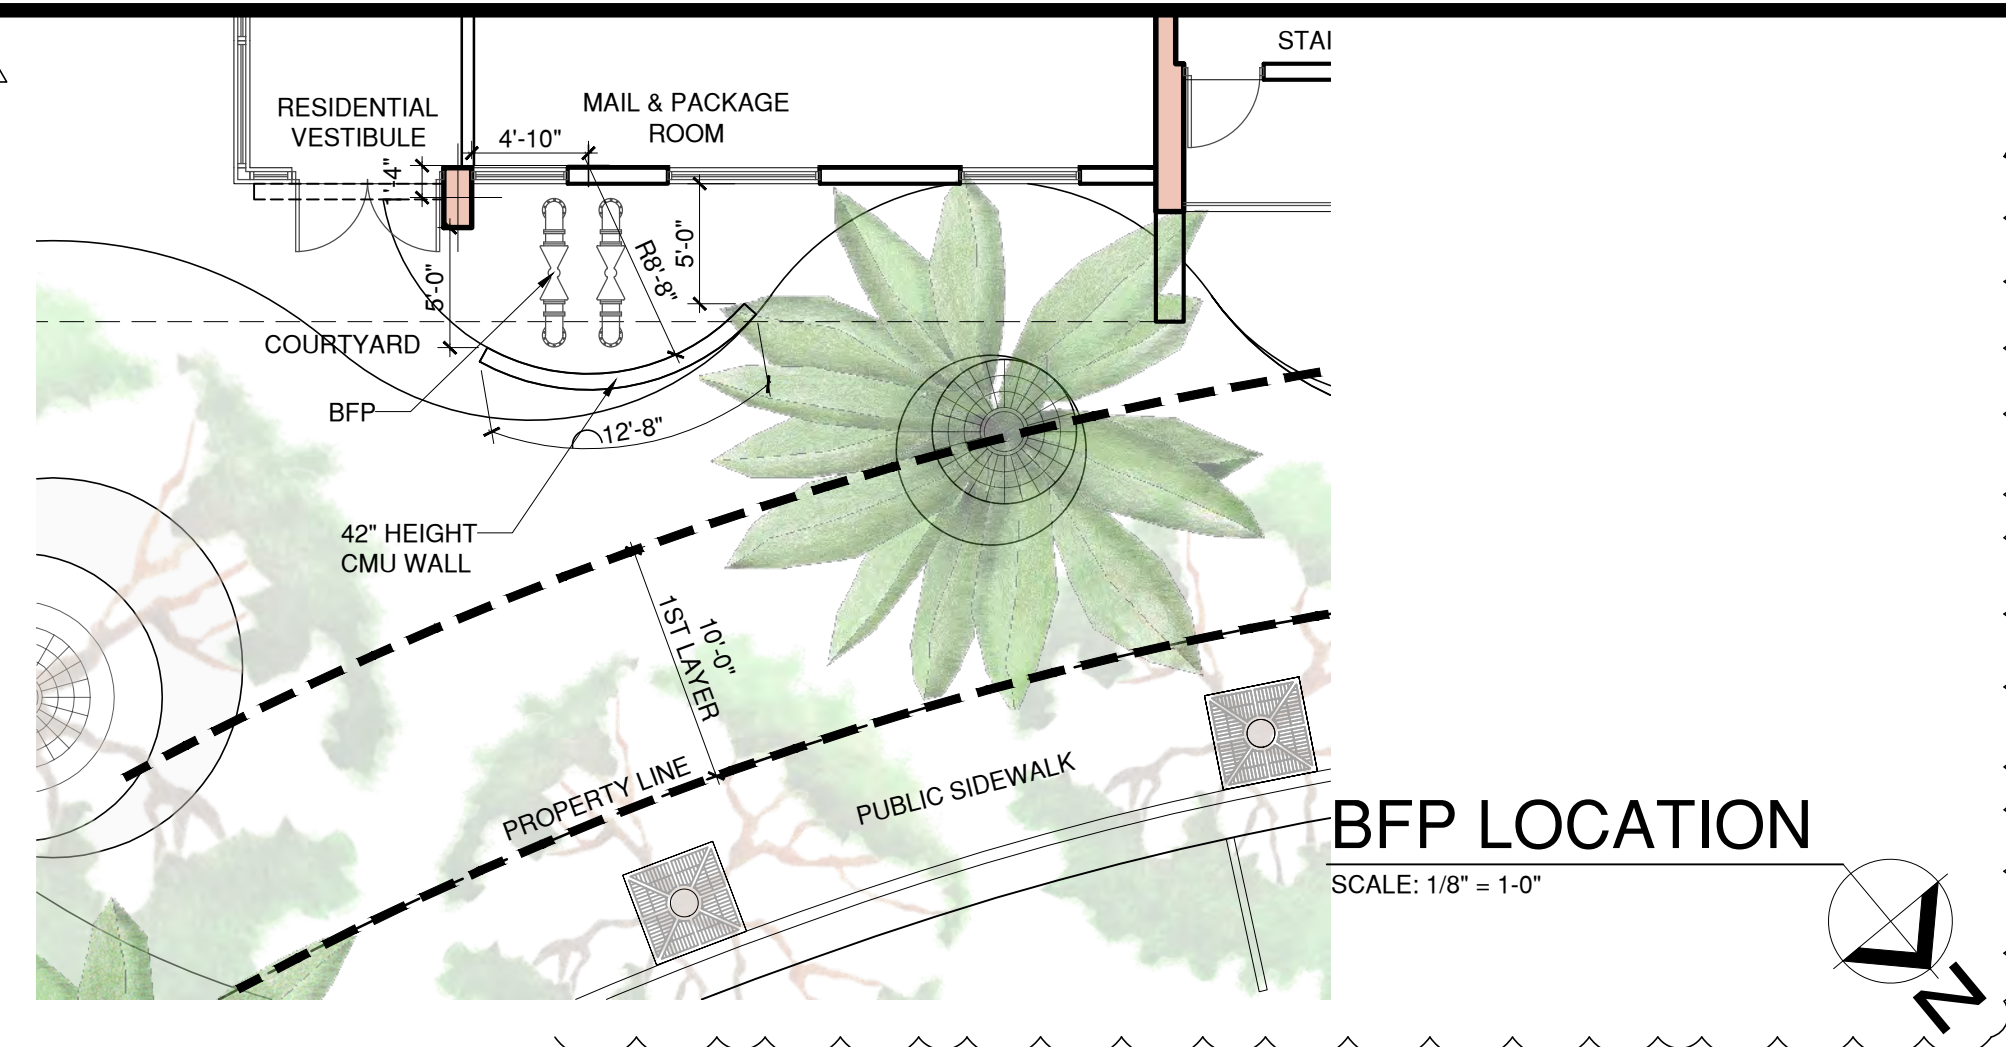 STAI
RESIDENTIAL
VESTIBULE
MAIL & PACKAGE
ROOM
4'-10"
1'-4"
5'-0"
R8'-8"
5'-0"
COURTYARD
BFP
12'-8"
42" HEIGHT
CMU WALL
10'-0"
1ST LAYER
PROPERTY LINE
PUBLIC SIDEWALK
BFP LOCATION
SCALE: 1/8" = 1-0"
N